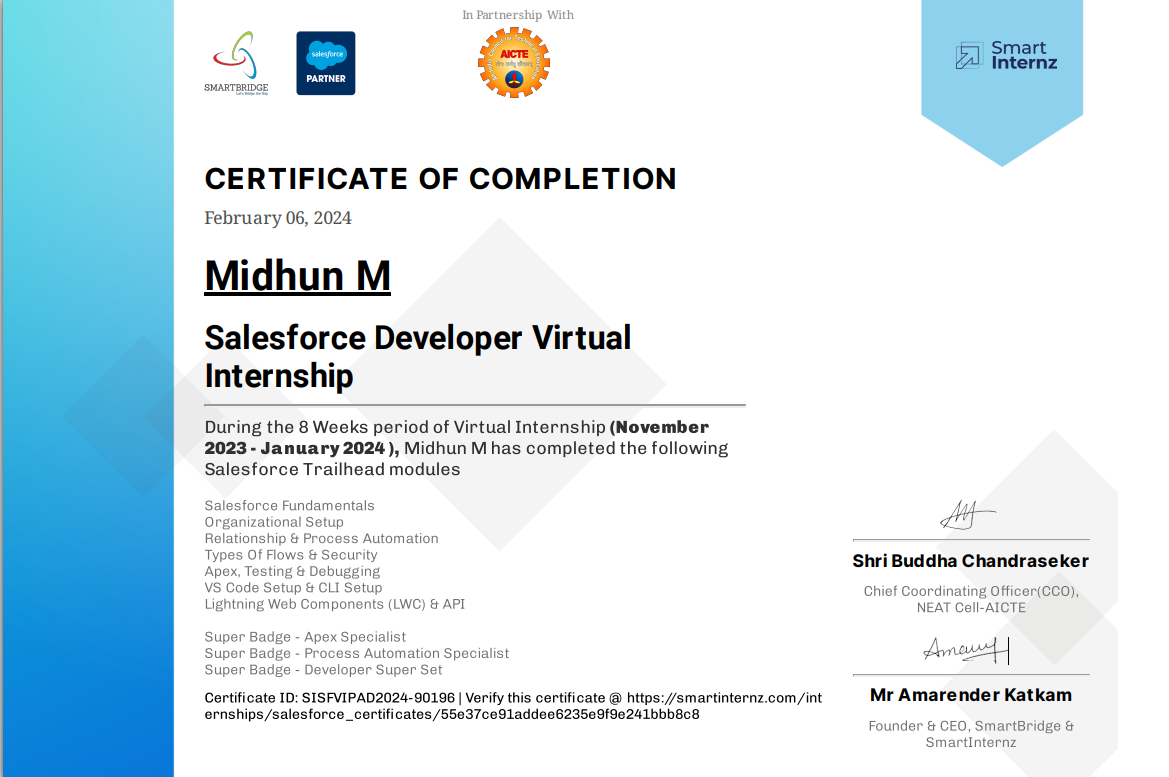 In Partnership With
SMARTBRIDGE
Let's Bridge the Gap
salesforce
PARTNER
AICTE
Smart
Internz
CERTIFICATE OF COMPLETION
February 06, 2024
Midhun M
Salesforce Developer Virtual
Internship
During the 8 Weeks period of Virtual Internship (November
2023 - January 2024 ), Midhun M has completed the following
Salesforce Trailhead modules
Salesforce Fundamentals
Organizational Setup
Relationship & Process Automation
Types Of Flows & Security
Apex, Testing & Debugging
VS Code Setup & CLI Setup
Lightning Web Components (LWC) & API
Super Badge - Apex Specialist
Super Badge - Process Automation Specialist
Super Badge - Developer Super Set
Certificate ID: SISFVIPAD2024-90196 | Verify this certificate @ https://smartinternz.com/int
ernships/salesforce_certificates/55e37ce91addee6235e9f9e241bbb8c8
Shri Buddha Chandraseker
Chief Coordinating Officer(CCO),
NEAT Cell-AICTE
Mr Amarender Katkam
Founder & CEO, SmartBridge &
SmartInternz